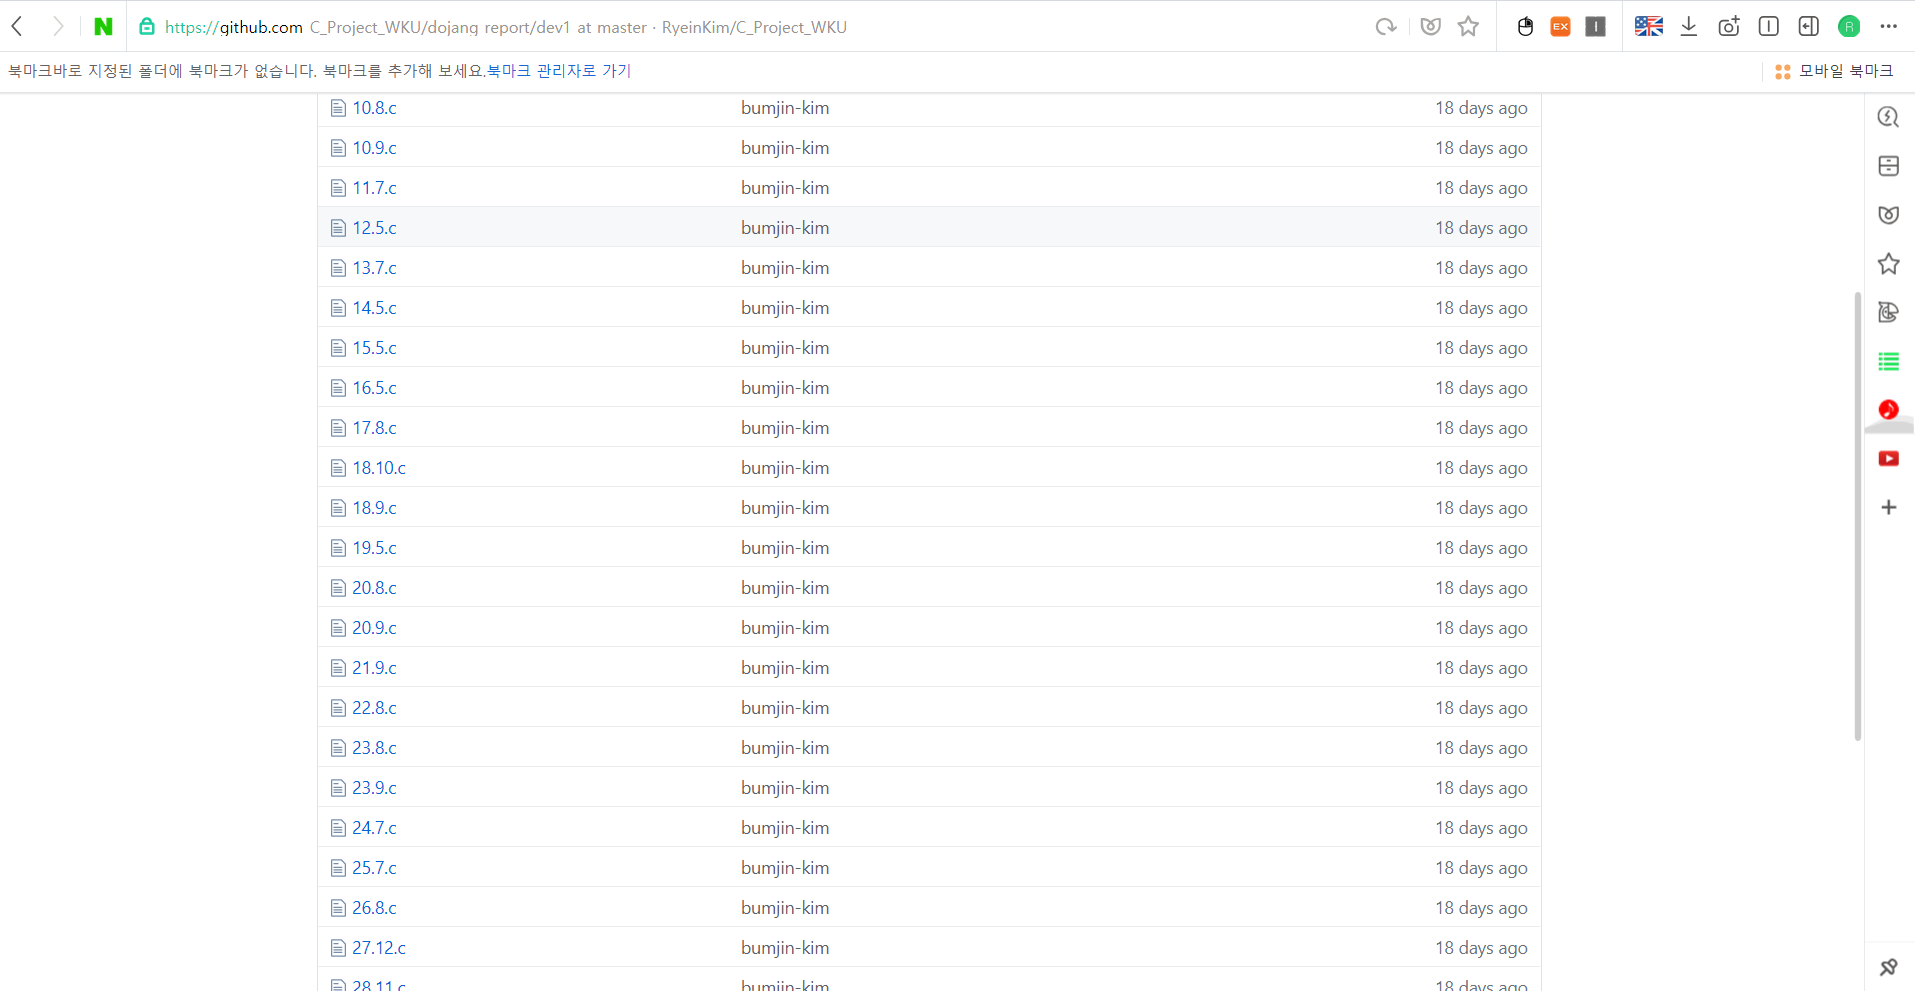 N https://github.com C_Project_WKU/dojang report/dev1 at master · RyeinKim/C_Project_WKU EX I R
북마크바로 지정된 폴더에 북마크가 없습니다. 북마크를 추가해 보세요.북마크 관리자로 가기 모바일 북마크
10.8.c bumjin-kim 18 days ago
10.9.c bumjin-kim 18 days ago
11.7.c bumjin-kim 18 days ago
12.5.c bumjin-kim 18 days ago
13.7.c bumjin-kim 18 days ago
14.5.c bumjin-kim 18 days ago
15.5.c bumjin-kim 18 days ago
16.5.c bumjin-kim 18 days ago
17.8.c bumjin-kim 18 days ago
18.10.c bumjin-kim 18 days ago
18.9.c bumjin-kim 18 days ago
19.5.c bumjin-kim 18 days ago
20.8.c bumjin-kim 18 days ago
20.9.c bumjin-kim 18 days ago
21.9.c bumjin-kim 18 days ago
22.8.c bumjin-kim 18 days ago
23.8.c bumjin-kim 18 days ago
23.9.c bumjin-kim 18 days ago
24.7.c bumjin-kim 18 days ago
25.7.c bumjin-kim 18 days ago
26.8.c bumjin-kim 18 days ago
27.12.c bumjin-kim 18 days ago
28.11.c bumjin-kim 18 days ago